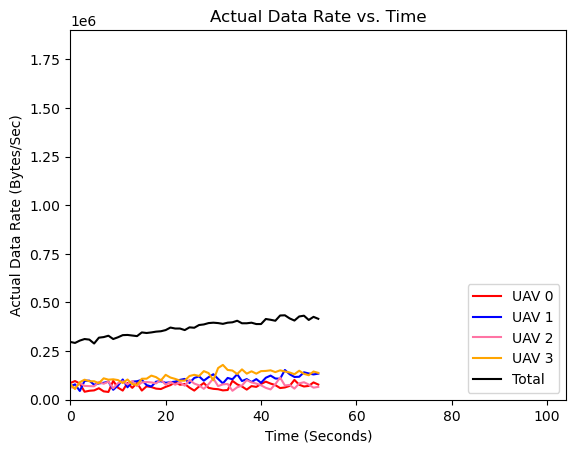 Actual Data Rate vs. Time
1e6
1.75
1.50
1.25
1.00
0.75
0.50
0.25
0.00
Actual Data Rate (Bytes/Sec)
0 20 40 60 80 100
Time (Seconds)
UAV 0
UAV 1
UAV 2
UAV 3
Total